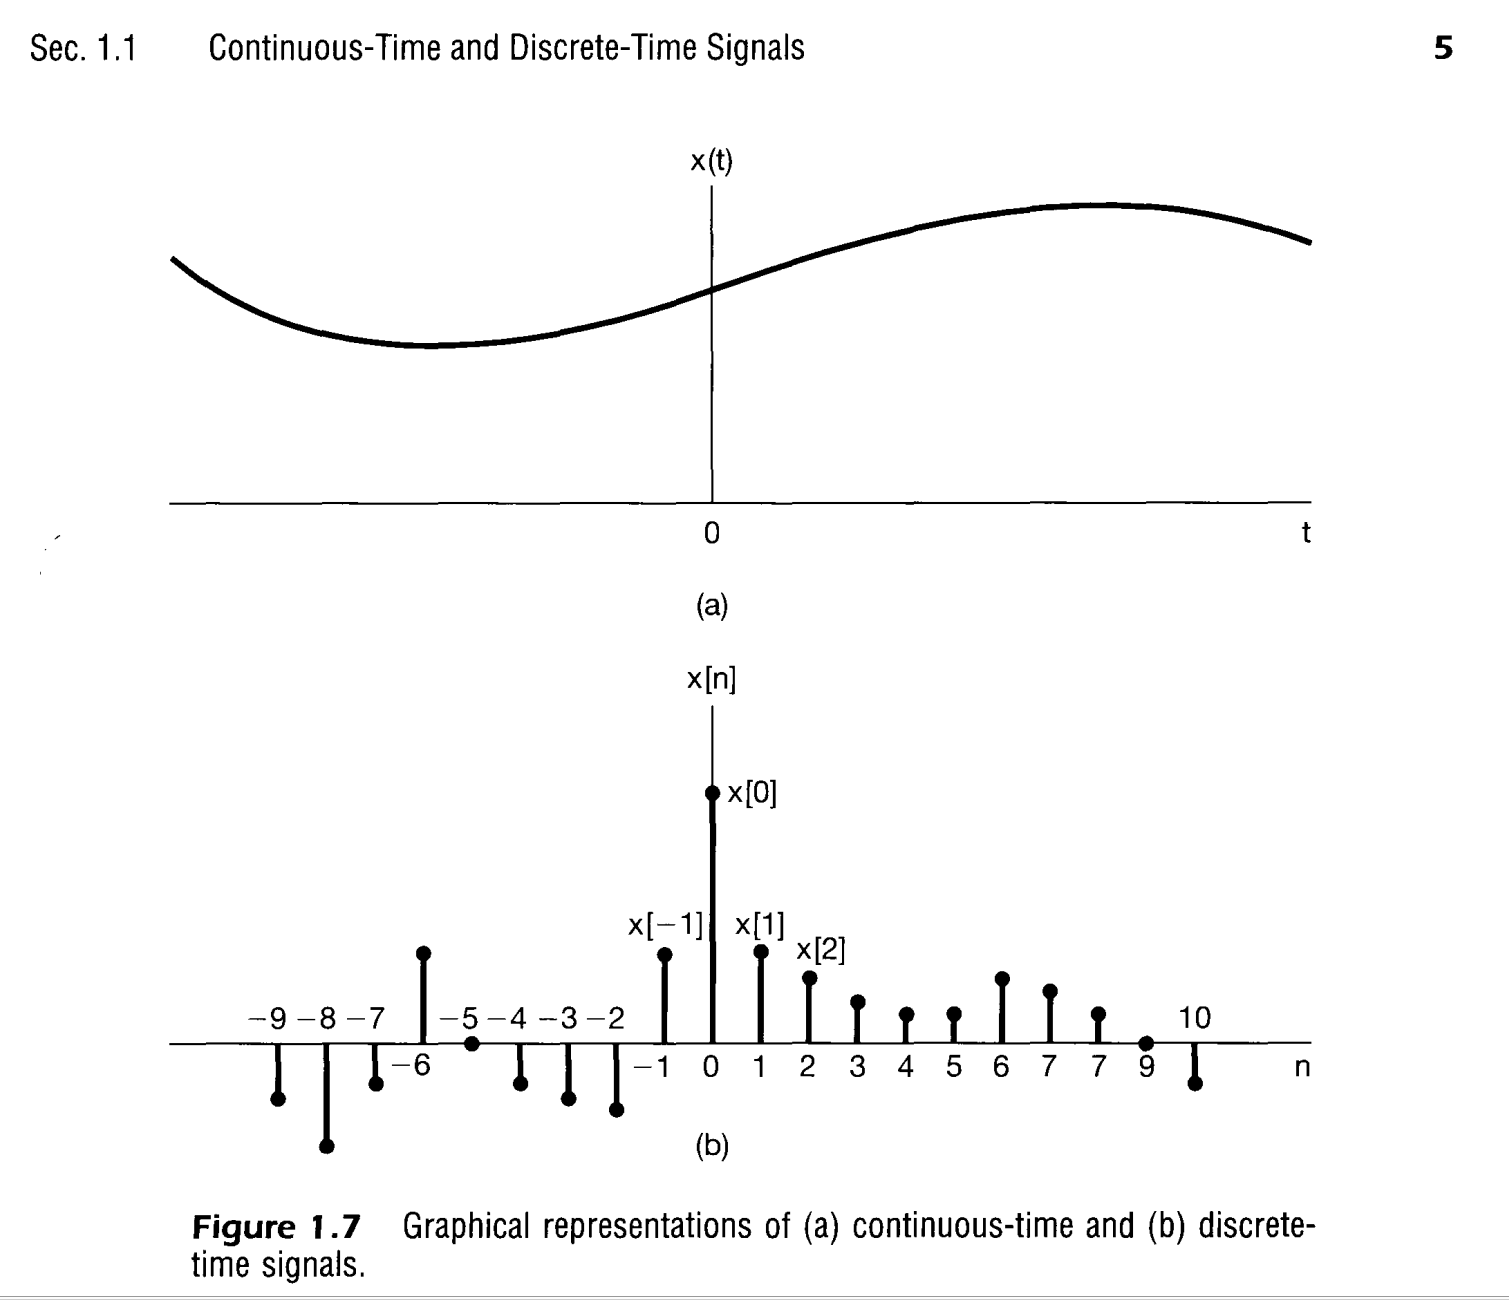 Sec. 1.1 Continuous-Time and Discrete-Time Signals 5
x(t)
0 t
(a)
x[n]
x[0]
x[−1] x[1]
x[2]
−9 −8 −7 −5 −4 −3 −2 10
−6 −1 0 1 2 3 4 5 6 7 7 9 n
(b)
Figure 1.7 Graphical representations of (a) continuous-time and (b) discrete-
time signals.